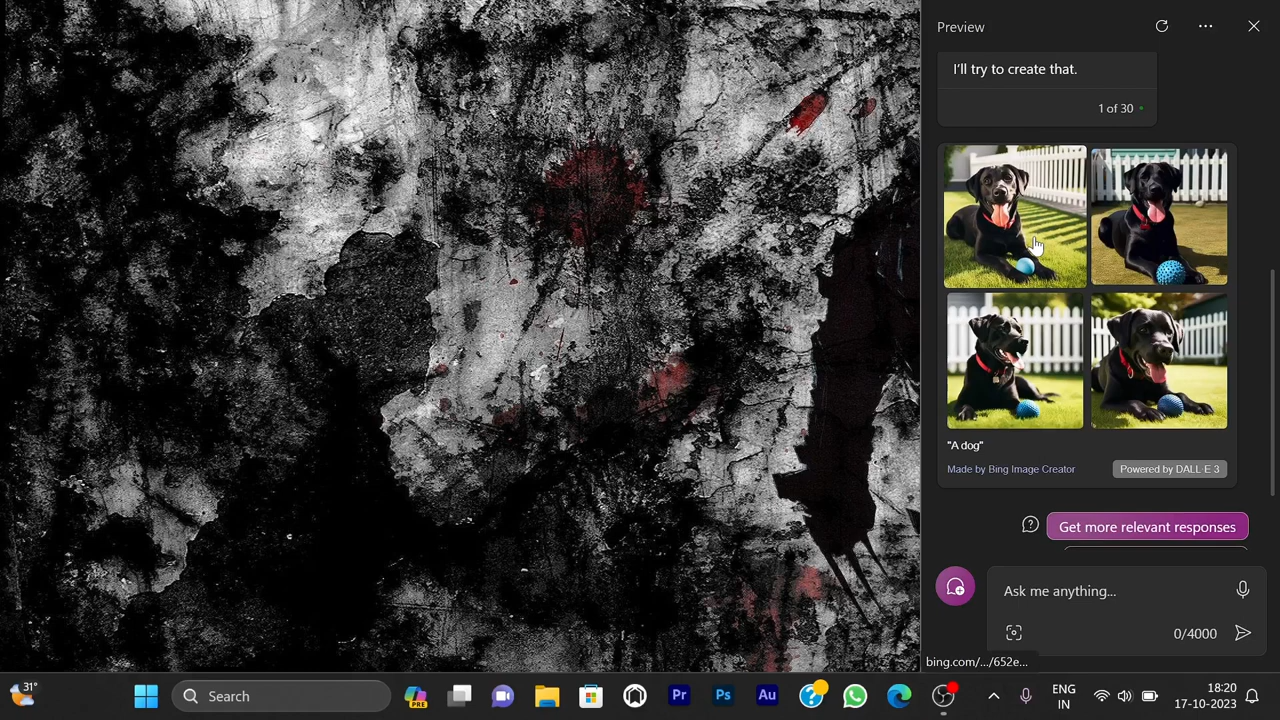 Preview
I'll try to create that.
1 of 30
"A dog"
Made by Bing Image Creator
Powered by DALL·E 3
Get more relevant responses
Ask me anything...
0/4000
bing.com/.../652e...
31°
Search
PRE
Pr
Ps
Au
ENG
IN
18:20
17-10-2023